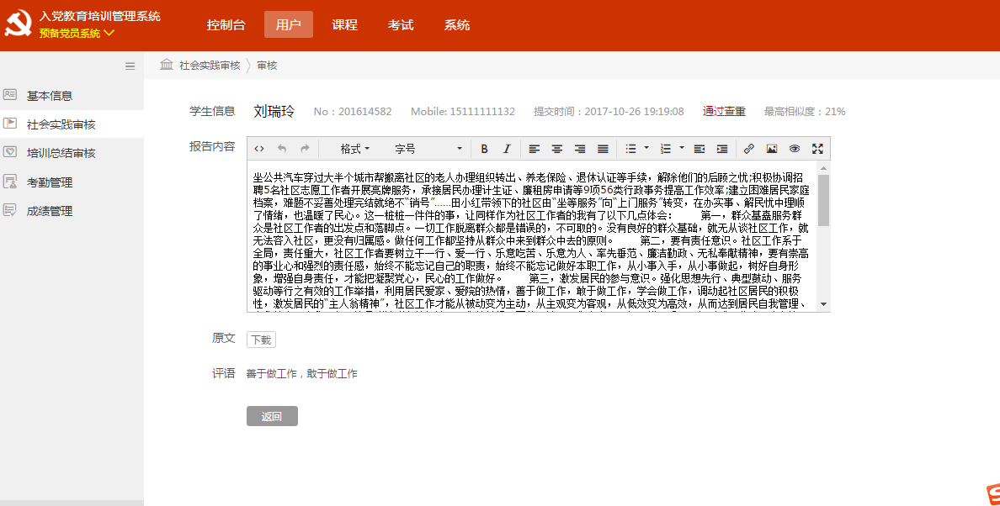 入党教育培训管理系统
预备党员系统
控制台 用户 课程 考试 系统
社会实践审核 审核
基本信息
社会实践审核
培训总结审核
考勤管理
成绩管理
学生信息 刘瑞玲 No：201614582 Mobile: 15111111132 提交时间：2017-10-26 19:19:08 通过查重 最高相似度：21%
报告内容
格式 字号 B I
坐公共汽车穿过大半个城市帮搬离社区的老人办理组织转出、养老保险、退休认证等手续，解除他们的后顾之忧;积极协调招
聘5名社区志愿工作者开展亮牌服务，承接居民办理计生证、廉租房申请等9项56类行政事务提高工作效率;建立困难居民家庭
档案，难题不妥善处理完结就绝不“销号”……田小红带领下的社区由“坐等服务”向“上门服务”转变，在办实事、解民忧中理顺
了情绪，也温暖了民心。这一桩桩一件件的事，让同样作为社区工作者的我有了以下几点体会： 第一，群众基盘服务群
众是社区工作者的出发点和落脚点。一切工作脱离群众都是错误的，不可取的。没有良好的群众基础，就无从谈社区工作，就
无法容入社区，更没有归属感。做任何工作都坚持从群众中来到群众中去的原则。 第二，要有责任意识。社区工作系于
全局，责任重大，社区工作者要树立干一行、爱一行、乐意吃苦、乐意为人、率先垂范、廉洁勤政、无私奉献精神，要有崇高
的事业心和强烈的责任感，始终不能忘记自己的职责，始终不能忘记做好本职工作，从小事入手，从小事做起，树好自身形
象，增强自身责任，才能把凝聚党心，民心的工作做好。 第三，激发居民的参与意识。强化思想先行、典型鼓动、服务
驱动等行之有效的工作举措，利用居民爱家、爱院的热情，善于做工作，敢于做工作，学会做工作，调动起社区居民的积极
性，激发居民的“主人翁精神”，社区工作才能从被动变为主动，从主观变为客观，从低效变为高效，从而达到居民自我管理、
原文 下载
评语 善于做工作，敢于做工作
返回